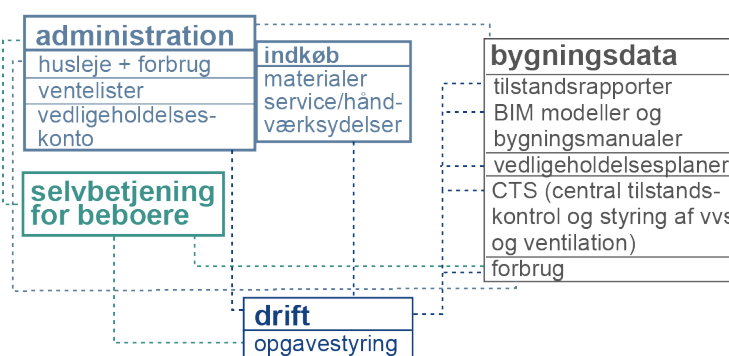 administration
husleje + forbrug
ventelister
vedligeholdelses-
konto
indkøb
materialer
service/hånd-
værksydelser
selvbetjening
for beboere
bygningsdata
tilstandsrapporter
BIM modeller og
bygningsmanualer
vedligeholdelsesplaner
CTS (central tilstands-
kontrol og styring af vvs
og ventilation)
forbrug
drift
opgavestyring